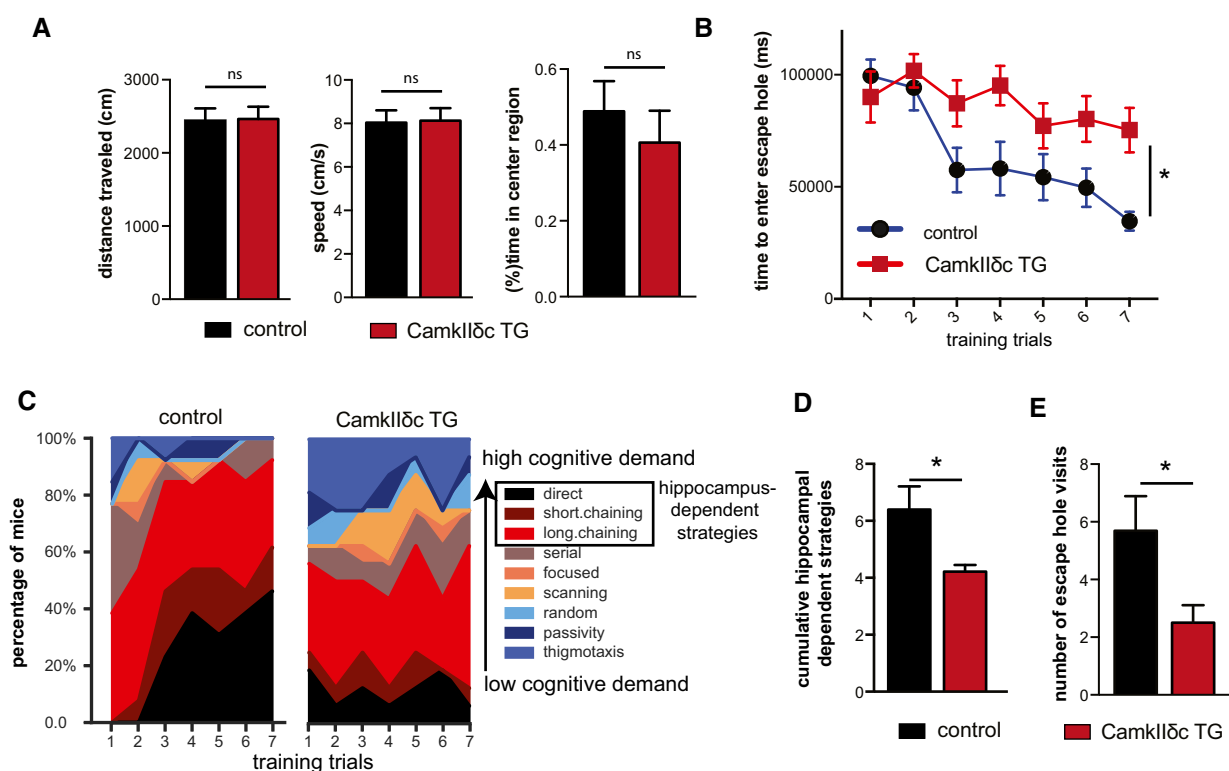 A
distance traveled (cm)
3000
2000
1000
0
ns
speed (cm/s)
10
8
6
4
2
0
ns
(%)time in center region
0.6
0.4
0.2
0.0
ns
control
CamkIIδc TG
B
time to enter escape hole (ms)
100000
50000
0
control
CamkIIδc TG
*
1 2 3 4 5 6 7
training trials
C
control
CamkIIδc TG
percentage of mice
100%
80%
60%
40%
20%
0.0
1 2 3 4 5 6 7
1 2 3 4 5 6 7
training trials
high cognitive demand
direct
short.chaining
long.chaining
serial
focused
scanning
random
passivity
thigmotaxis
low cognitive demand
hippocampus-
dependent
strategies
D
cumulative hippocampal
dependent strategies
8
6
4
2
0
*
E
number of escape hole visits
8
6
4
2
0
*
control
CamkIIδc TG